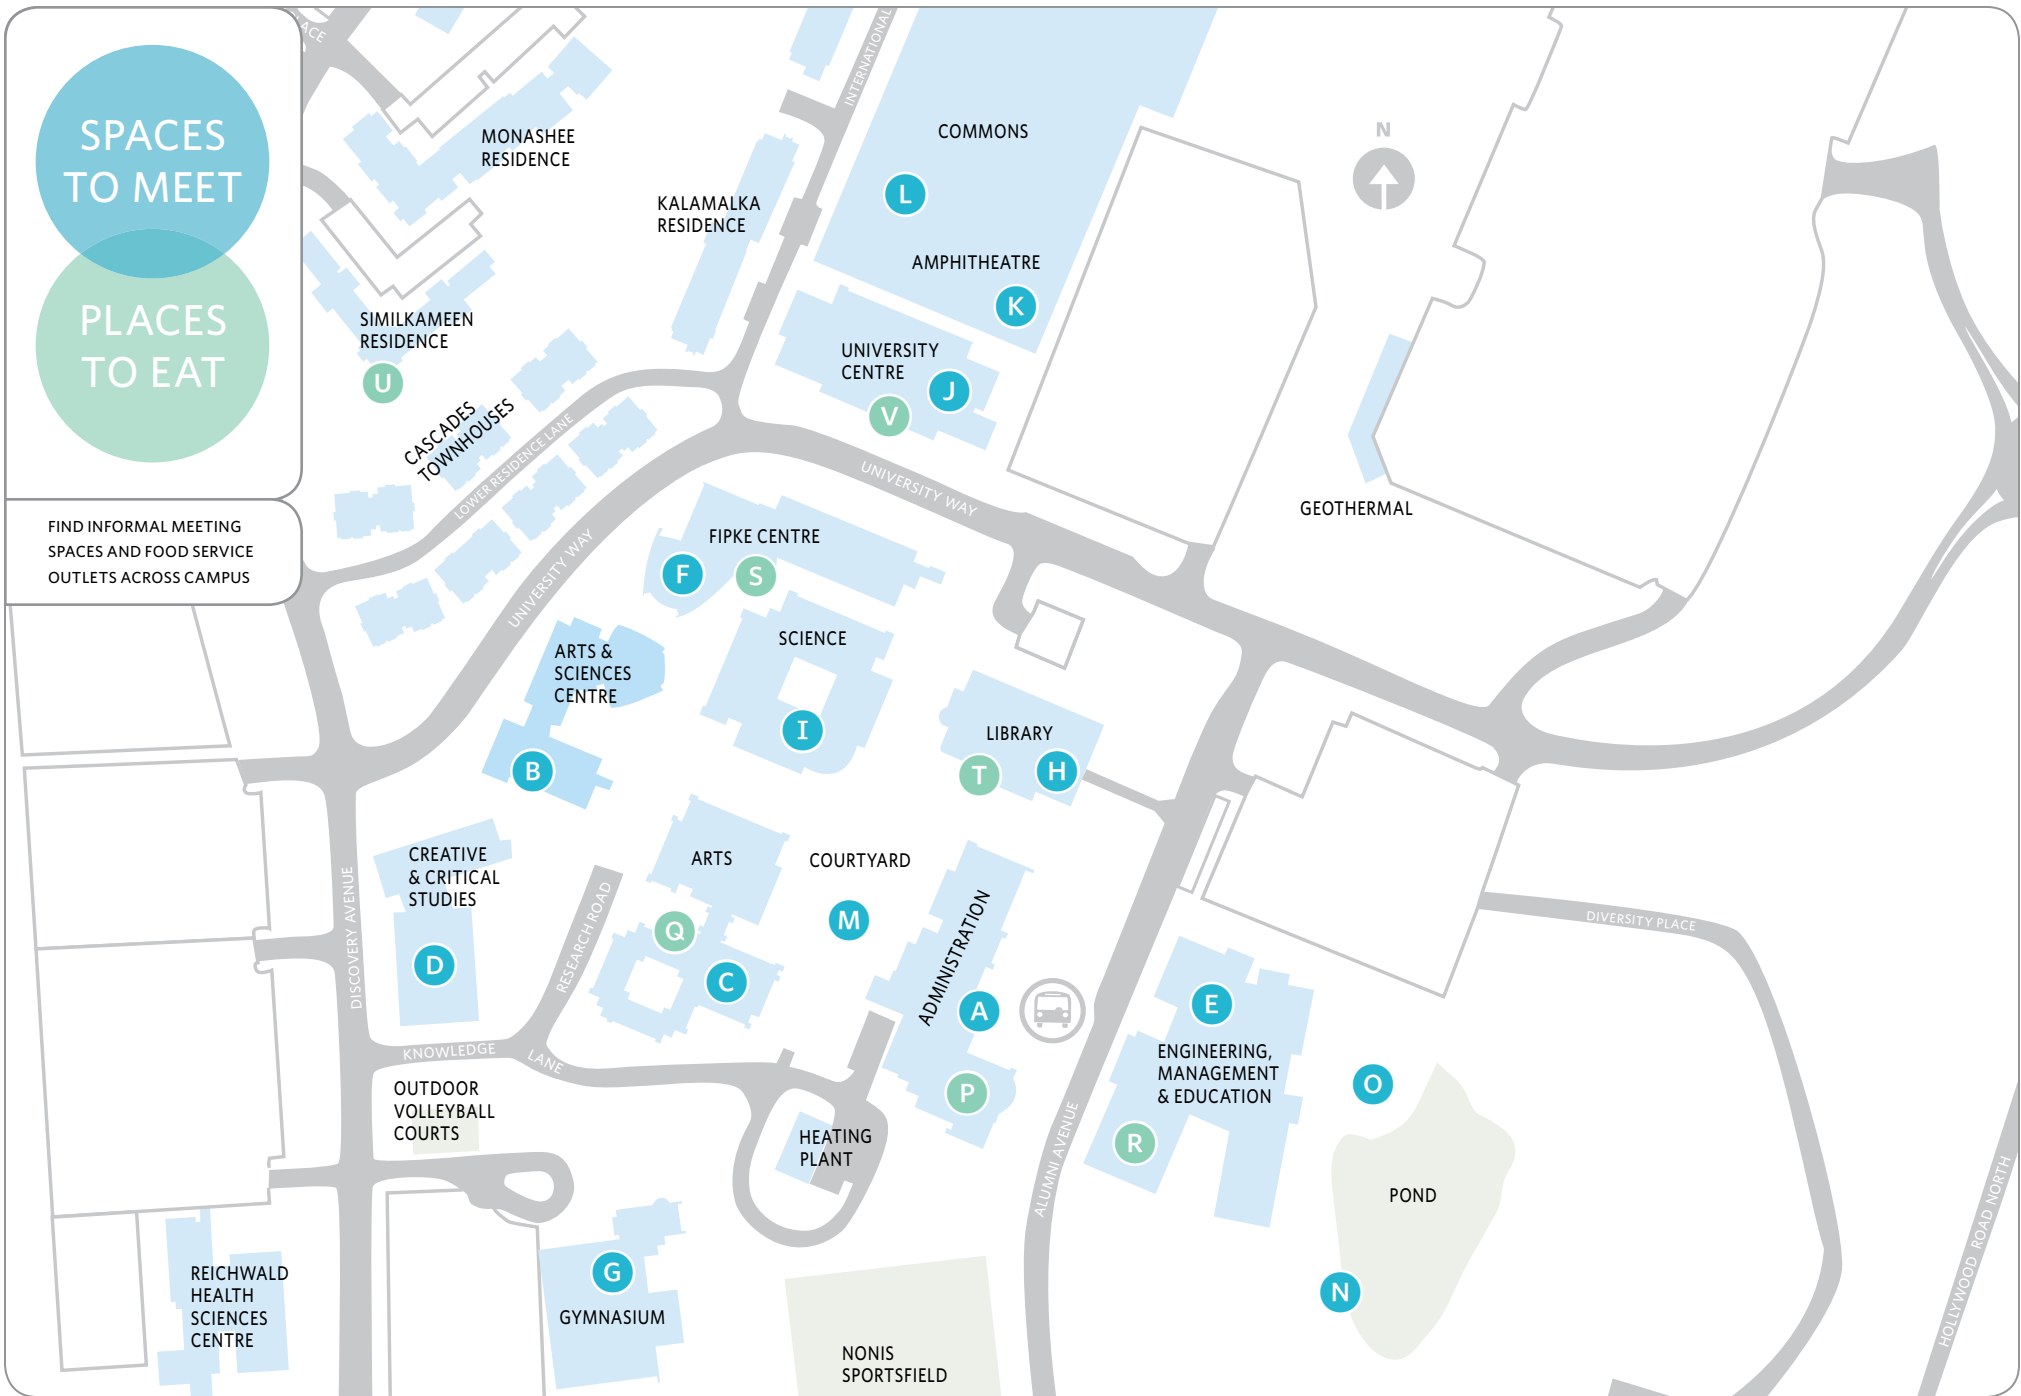 SPACES
TO MEET
PLACES
TO EAT
FIND INFORMAL MEETING
SPACES AND FOOD SERVICE
OUTLETS ACROSS CAMPUS
ACE
INTERNATIONAL
MONASHEE
RESIDENCE
COMMONS
N
L
KALAMALKA
RESIDENCE
AMPHITHEATRE
K
SIMILKAMEEN
RESIDENCE
U
UNIVERSITY
CENTRE
J
V
CASCADES
TOWNHOUSES
LOWER RESIDENCE LANE
UNIVERSITY WAY
UNIVERSITY WAY
GEOTHERMAL
FIPKE CENTRE
F
S
SCIENCE
I
ARTS &
SCIENCES
CENTRE
B
LIBRARY
T
H
CREATIVE
& CRITICAL
STUDIES
D
DISCOVERY AVENUE
RESEARCH ROAD
ARTS
Q
C
COURTYARD
M
ADMINISTRATION
A
P
DIVERSITY PLACE
E
ENGINEERING,
MANAGEMENT
& EDUCATION
R
O
KNOWLEDGE
LANE
OUTDOOR
VOLLEYBALL
COURTS
HEATING
PLANT
ALUMNI AVENUE
POND
N
HOLLYWOOD ROAD NORTH
REICHWALD
HEALTH
SCIENCES
CENTRE
G
GYMNASIUM
NONIS
SPORTSFIELD